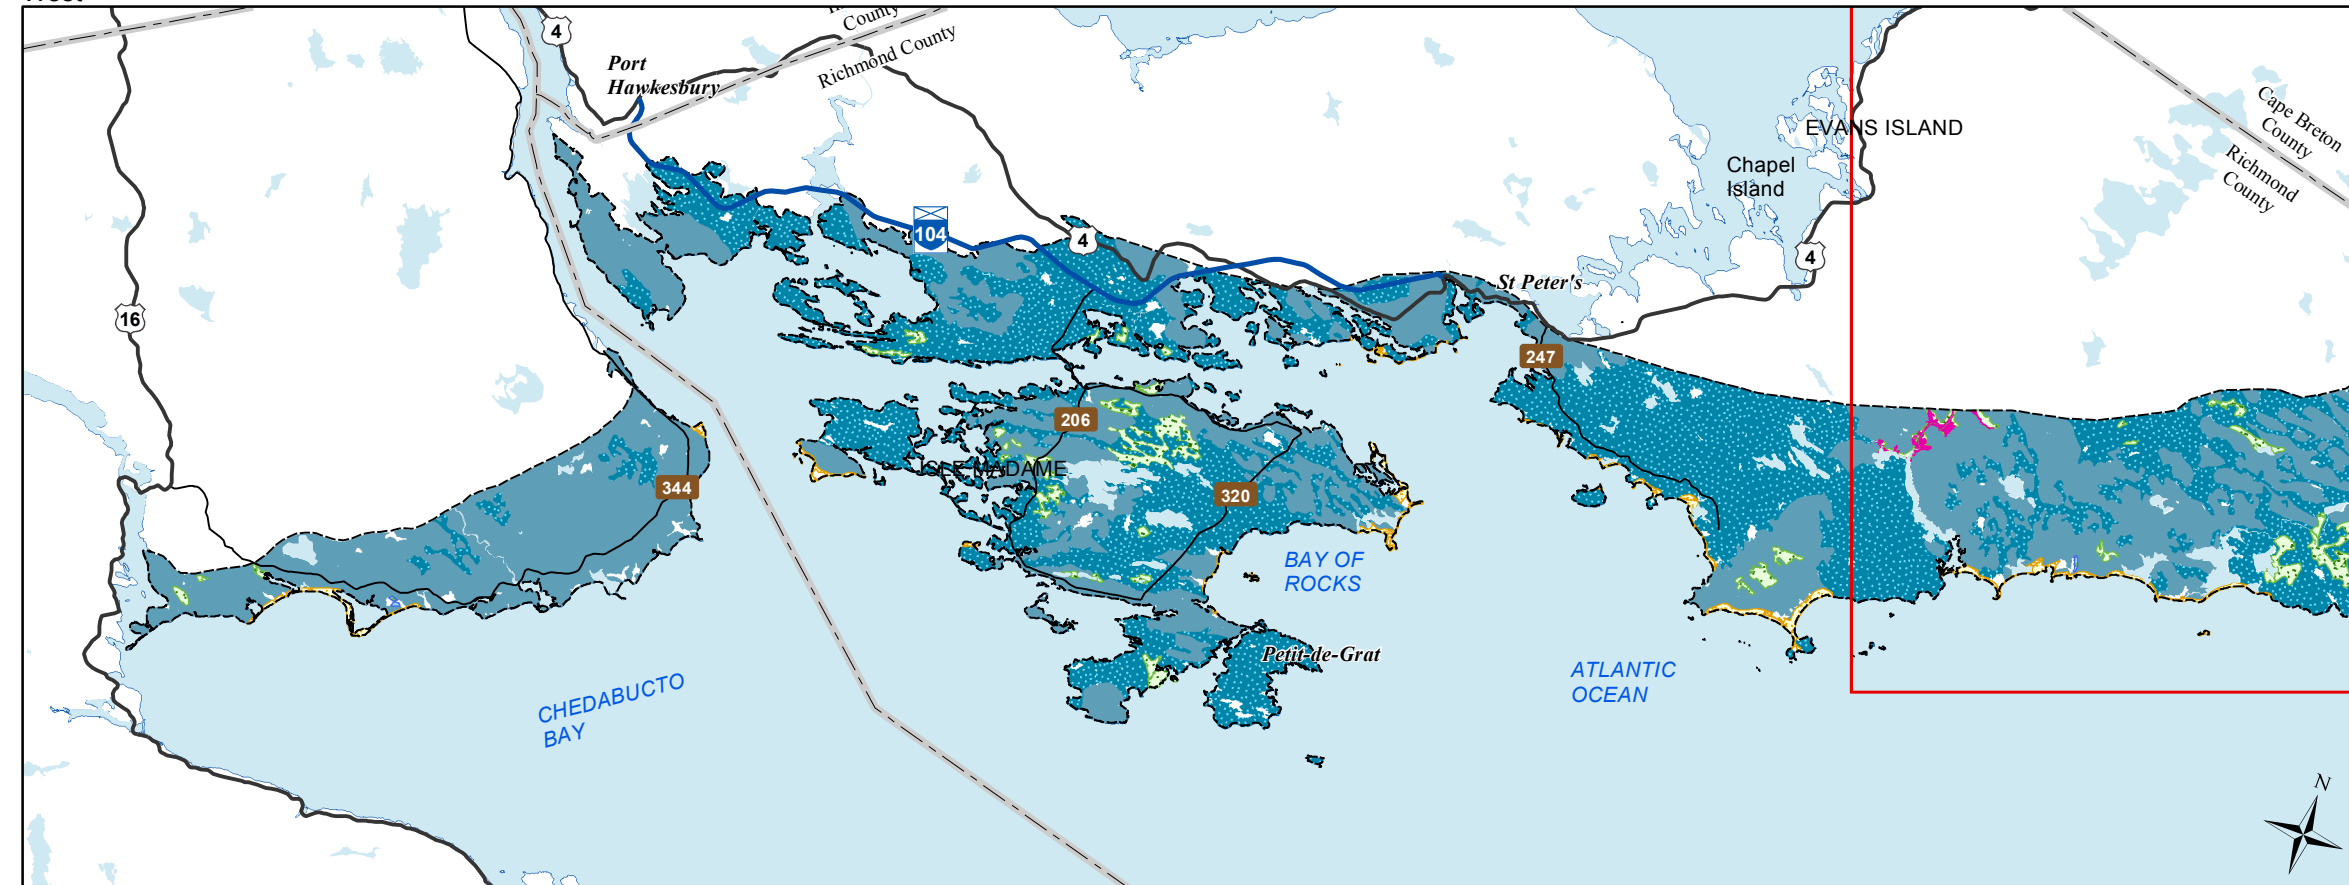 4
Port
Hawkesbury
County
Richmond County
EVANS ISLAND
Cape Breton
County
Richmond
County
Chapel
Island
104
4
4
St Peter's
16
247
206
ISLE MADAME
344
320
BAY OF
ROCKS
Petit-de-Grat
ATLANTIC
OCEAN
CHEDABUCTO
BAY
N